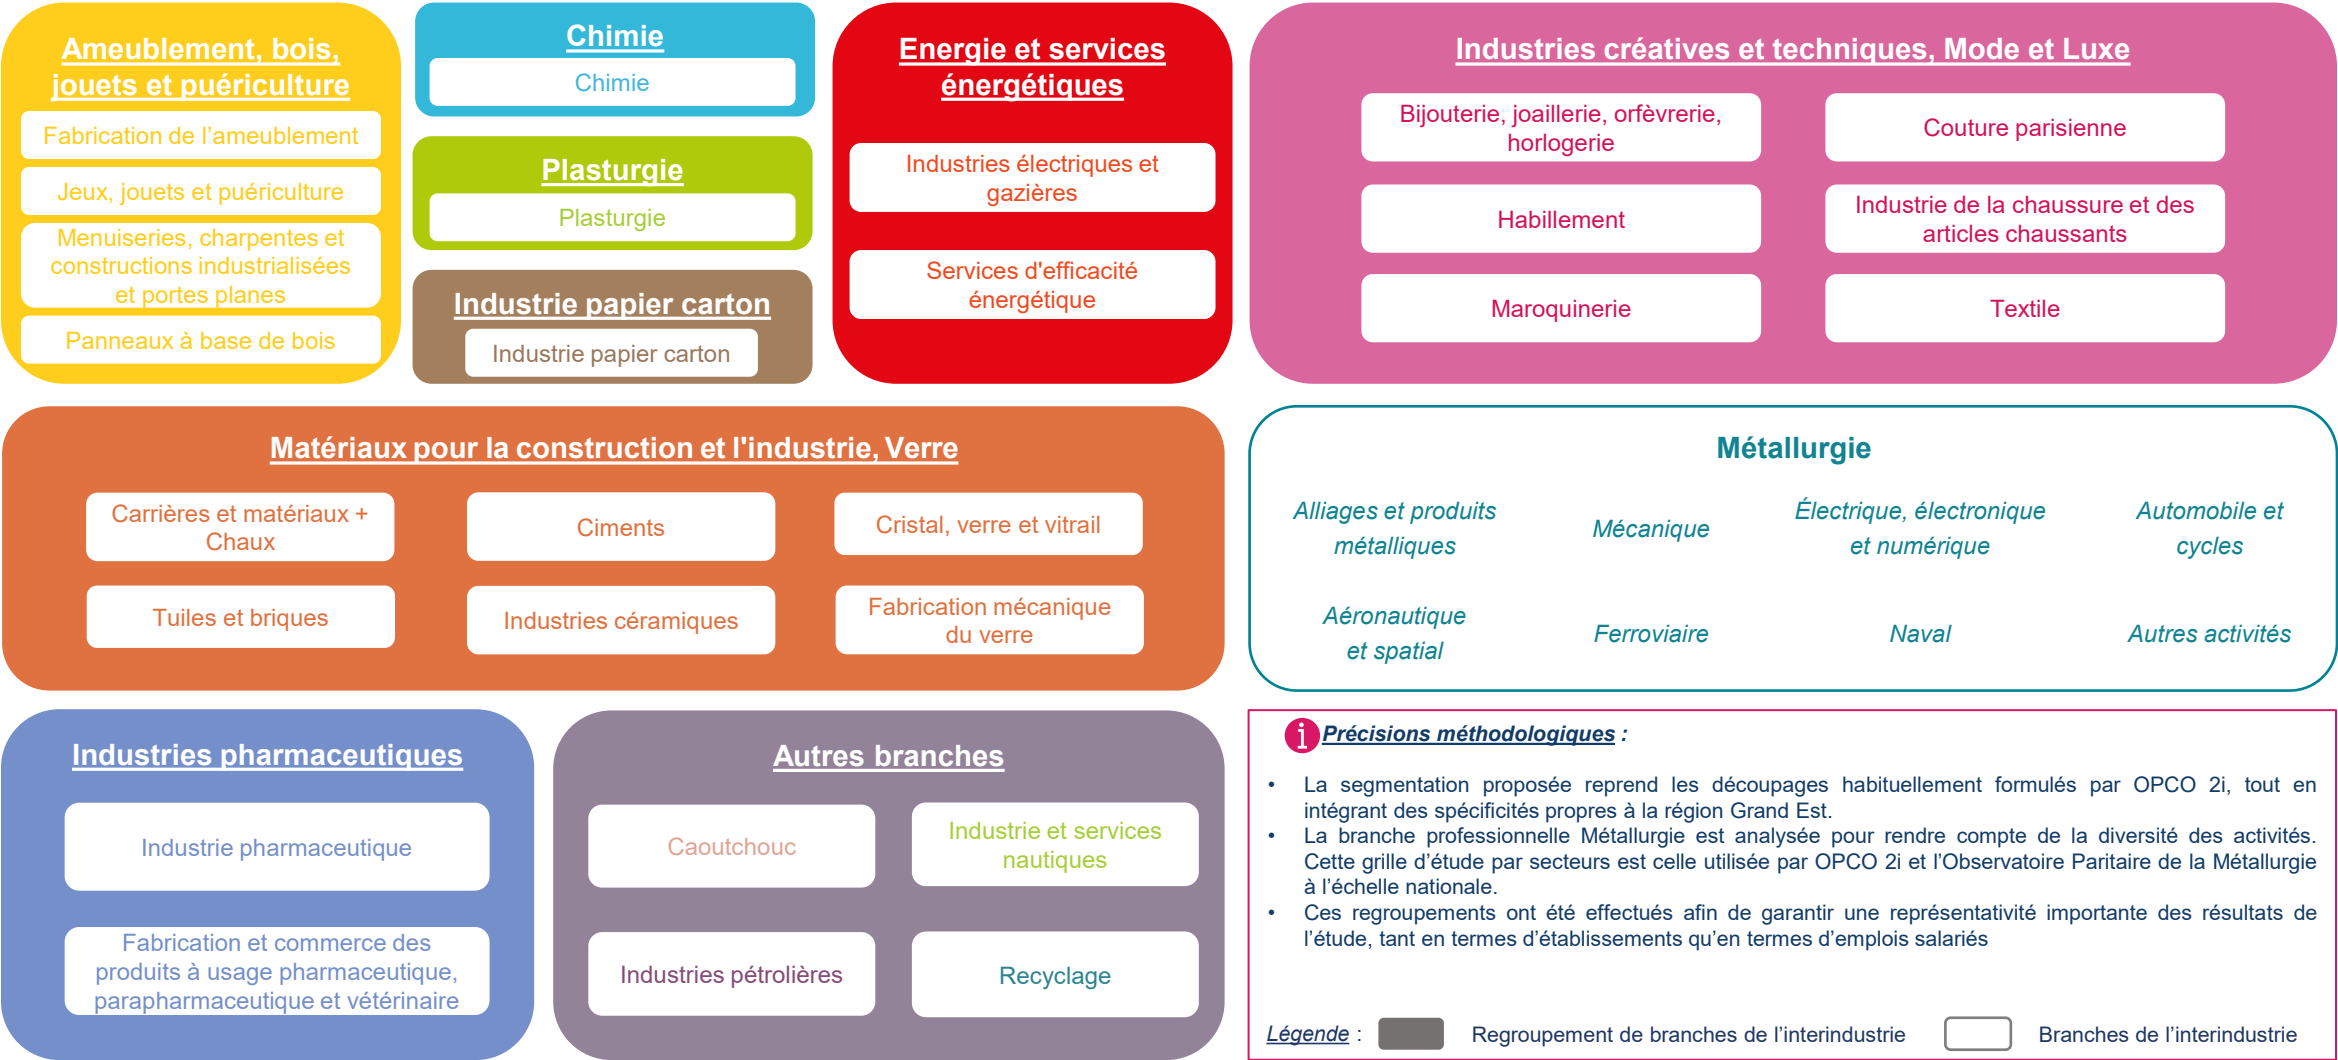 Ameublement, bois,
jouets et puériculture
Fabrication de l’ameublement
Jeux, jouets et puériculture
Menuiseries, charpentes et
constructions industrialisées
et portes planes
Panneaux à base de bois
Chimie
Chimie
Plasturgie
Plasturgie
Industrie papier carton
Industrie papier carton
Energie et services
énergétiques
Industries électriques et
gazières
Services d'efficacité
énergétique
Industries créatives et techniques, Mode et Luxe
Bijouterie, joaillerie, orfèvrerie,
horlogerie
Couture parisienne
Habillement
Industrie de la chaussure et des
articles chaussants
Maroquinerie
Textile
Matériaux pour la construction et l'industrie, Verre
Carrières et matériaux +
Chaux
Ciments
Cristal, verre et vitrail
Tuiles et briques
Industries céramiques
Fabrication mécanique
du verre
Métallurgie
Alliages et produits
métalliques
Mécanique
Électrique, électronique
et numérique
Automobile et
cycles
Aéronautique
et spatial
Ferroviaire
Naval
Autres activités
Industries pharmaceutiques
Industrie pharmaceutique
Fabrication et commerce des
produits à usage pharmaceutique,
parapharmaceutique et vétérinaire
Autres branches
Caoutchouc
Industrie et services
nautiques
Industries pétrolières
Recyclage
i Précisions méthodologiques :
• La segmentation proposée reprend les découpages habituellement formulés par OPCO 2i, tout en
intégrant des spécificités propres à la région Grand Est.
• La branche professionnelle Métallurgie est analysée pour rendre compte de la diversité des activités.
Cette grille d’étude par secteurs est celle utilisée par OPCO 2i et l’Observatoire Paritaire de la Métallurgie
à l’échelle nationale.
• Ces regroupements ont été effectués afin de garantir une représentativité importante des résultats de
l’étude, tant en termes d’établissements qu’en termes d’emplois salariés
Légende : Regroupement de branches de l’interindustrie Branches de l’interindustrie